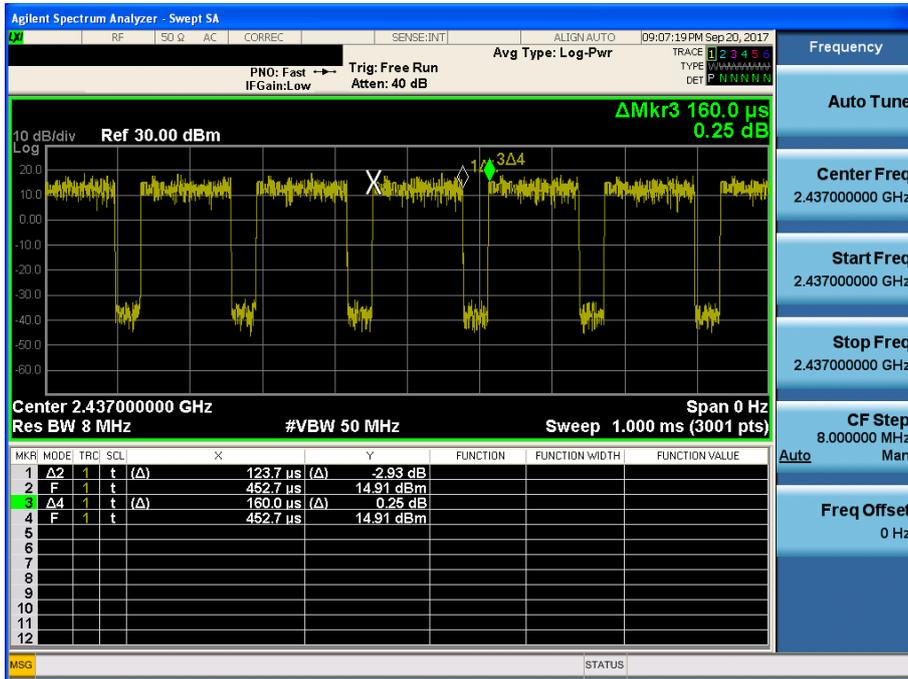 Agilent Spectrum Analyzer - Swept SA
LXI RF 50 Ω AC CORREC SENSE:INT ALIGN AUTO 09:07:19 PM Sep 20, 2017
Avg Type: Log-Pwr
TRACE 1 2 3 4 5 6
PNO: Fast Trig: Free Run
TYPE
IFGain:Low Atten: 40 dB
DET P N N N N N
ΔMkr3 160.0 µs
0.25 dB
10 dB/div Ref 30.00 dBm
Log
3Δ4
20.0
10.0
0.00
-10.0
-20.0
-30.0
-40.0
-50.0
-60.0
Center 2.437000000 GHz Span 0 Hz
Res BW 8 MHz #VBW 50 MHz Sweep 1.000 ms (3001 pts)
MKR MODE TRC SCL X Y FUNCTION FUNCTION WIDTH FUNCTION VALUE
1 Δ2 1 t (Δ) 123.7 µs (Δ) -2.93 dB
2 F 1 t 452.7 µs 14.91 dBm
3 Δ4 1 t (Δ) 160.0 µs (Δ) 0.25 dB
4 F 1 t 452.7 µs 14.91 dBm
5
6
7
8
9
10
11
12
MSG STATUS
Frequency
Auto Tune
Center Freq
2.437000000 GHz
Start Freq
2.437000000 GHz
Stop Freq
2.437000000 GHz
CF Step
8.000000 MHz
Auto Man
Freq Offset
0 Hz